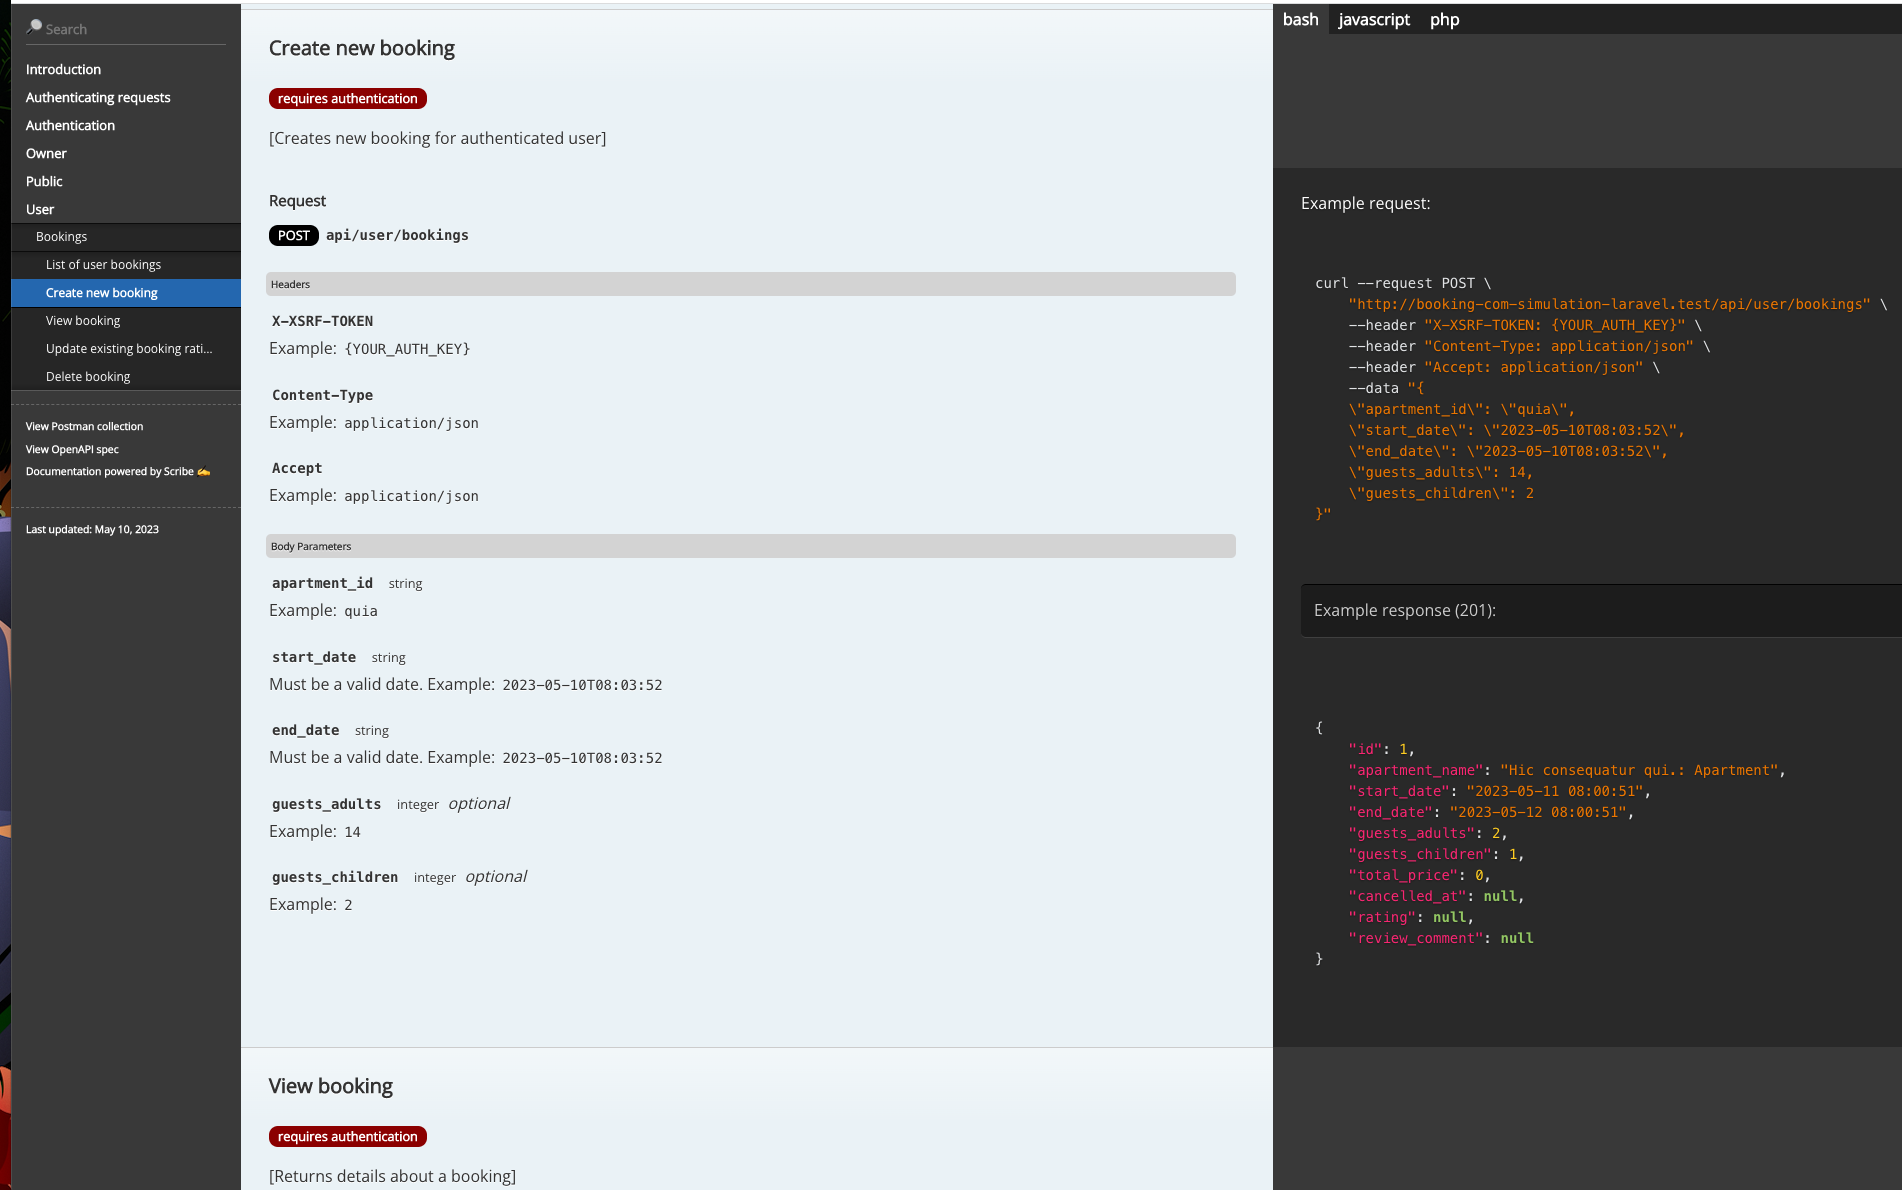 Search
Introduction
Authenticating requests
Authentication
Owner
Public
User
Bookings
List of user bookings
Create new booking
View booking
Update existing booking rati...
Delete booking
View Postman collection
View OpenAPI spec
Documentation powered by Scribe ✍
Last updated: May 10, 2023
Create new booking
requires authentication
[Creates new booking for authenticated user]
Request
POST api/user/bookings
Headers
X-XSRF-TOKEN
Example: {YOUR_AUTH_KEY}
Content-Type
Example: application/json
Accept
Example: application/json
Body Parameters
apartment_id string
Example: quia
start_date string
Must be a valid date. Example: 2023-05-10T08:03:52
end_date string
Must be a valid date. Example: 2023-05-10T08:03:52
guests_adults integer optional
Example: 14
guests_children integer optional
Example: 2
View booking
requires authentication
[Returns details about a booking]
bash javascript php
Example request:
curl --request POST \
"http://booking-com-simulation-laravel.test/api/user/bookings" \
--header "X-XSRF-TOKEN: {YOUR_AUTH_KEY}" \
--header "Content-Type: application/json" \
--header "Accept: application/json" \
--data "{
\"apartment_id\": \"quia\",
\"start_date\": \"2023-05-10T08:03:52\",
\"end_date\": \"2023-05-10T08:03:52\",
\"guests_adults\": 14,
\"guests_children\": 2
}"
Example response (201):
{
"id": 1,
"apartment_name": "Hic consequatur qui.: Apartment",
"start_date": "2023-05-11 08:00:51",
"end_date": "2023-05-12 08:00:51",
"guests_adults": 2,
"guests_children": 1,
"total_price": 0,
"cancelled_at": null,
"rating": null,
"review_comment": null
}